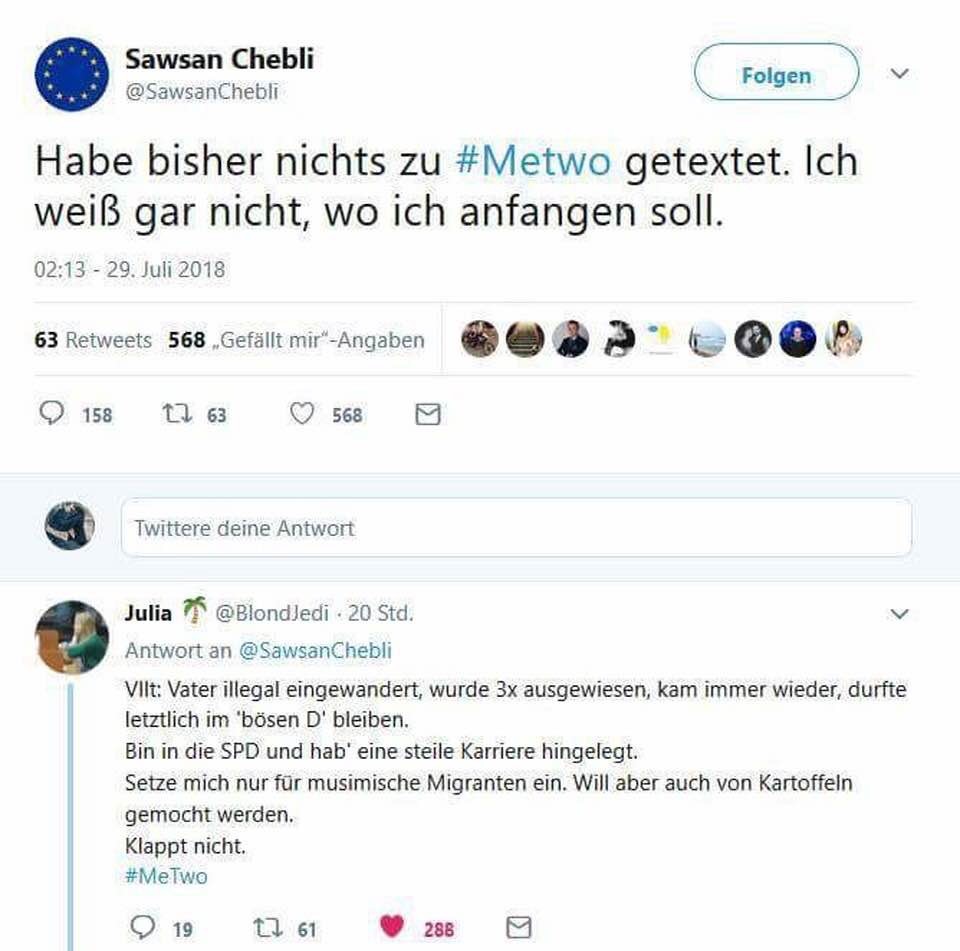 Sawsan Chebli
@SawsanChebli
Folgen
Habe bisher nichts zu #Metwo getextet. Ich
weiß gar nicht, wo ich anfangen soll.
02:13 - 29. Juli 2018
63 Retweets 568 „Gefällt mir“-Angaben
158 63 568
Twittere deine Antwort
Julia @BlondJedi · 20 Std.
Antwort an @SawsanChebli
Vllt: Vater illegal eingewandert, wurde 3x ausgewiesen, kam immer wieder, durfte
letztlich im 'bösen D' bleiben.
Bin in die SPD und hab' eine steile Karriere hingelegt.
Setze mich nur für musimische Migranten ein. Will aber auch von Kartoffeln
gemocht werden.
Klappt nicht.
#MeTwo
19 61 288